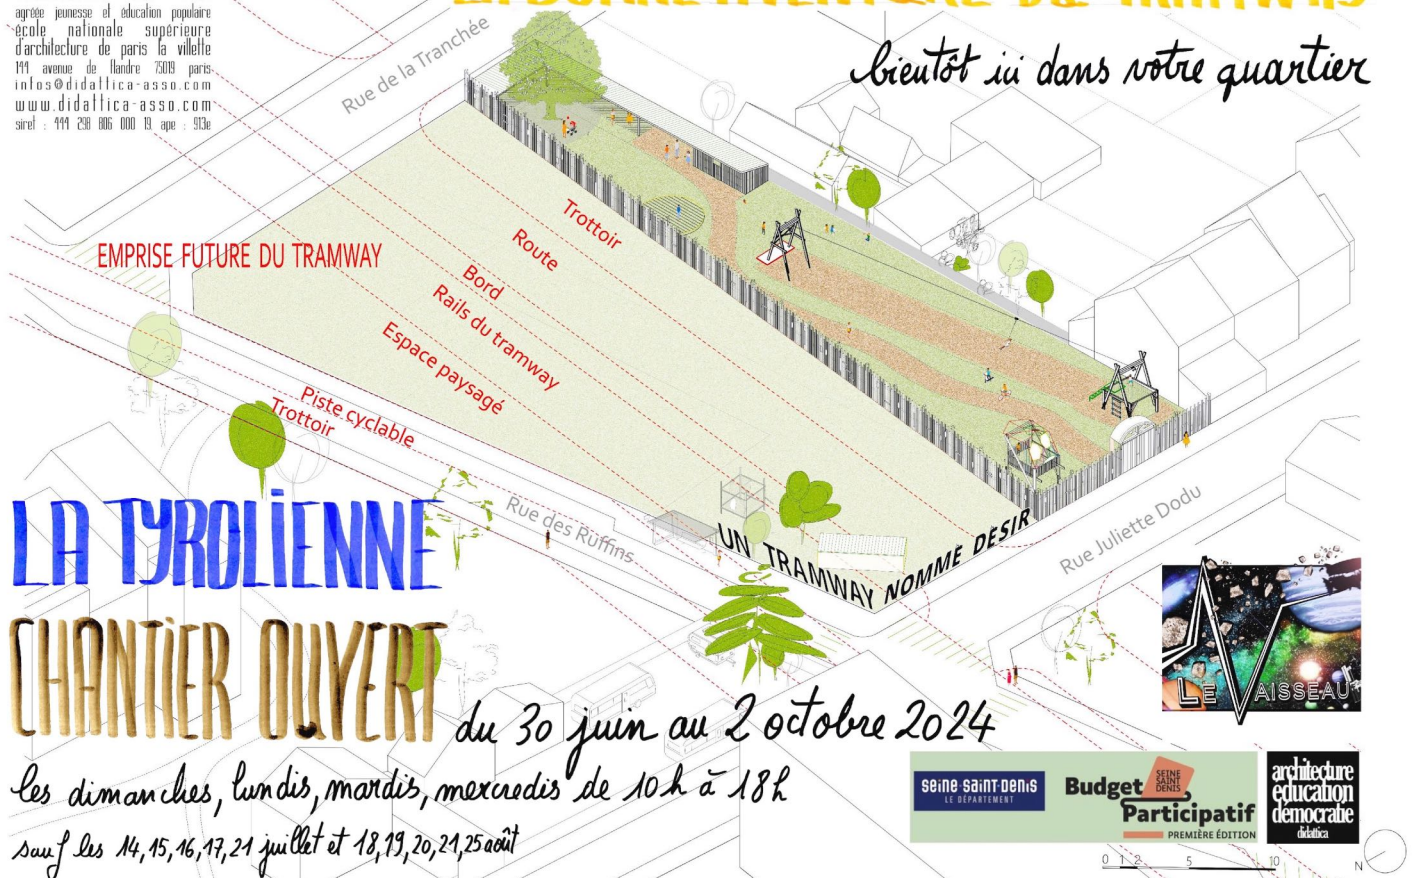 agréée jeunesse et éducation populaire
école nationale supérieure
d'architecture de paris la villette
144 avenue de flandre 75019 paris
infos@didattica-asso.com
www.didattica-asso.com
siret : 444 298 806 000 19 ape : 913e
bientôt ici dans votre quartier
Rue de la Tranchée
EMPRISE FUTURE DU TRAMWAY
Trottoir
Route
Bord
Rails du tramway
Espace paysagé
Piste cyclable
Trottoir
Rue des Ruffins
Rue Juliette Dodu
UN TRAMWAY NOMME DESIR
LA TYROLIENNE
CHANTIER OUVERT
du 30 juin au 2 octobre 2024
les dimanches, lundis, mardis, mercredis de 10h à 18h
sauf les 14, 15, 16, 17, 21 juillet et 18, 19, 20, 21, 25 août
LE VAISSEAU
seine-saint-denis
LE DÉPARTEMENT
Budget
SEINE
SAINT
DENIS
Participatif
PREMIÈRE ÉDITION
architecture
education
democratie
didattica
0 1 2 5 10 N